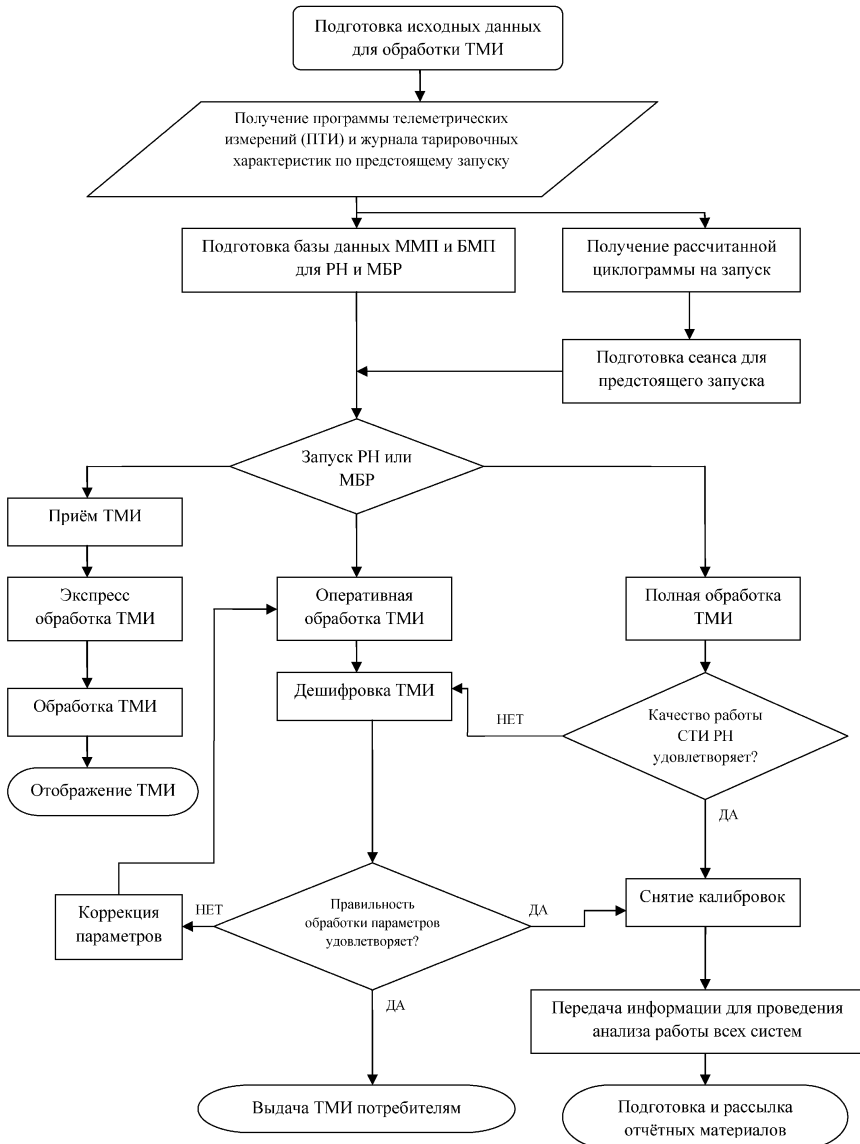 Подготовка исходных данных
для обработки ТМИ
Получение программы телеметрических
измерений (ПТИ) и журнала тарировочных
характеристик по предстоящему запуску
Подготовка базы данных ММП и БМП
для РН и МБР
Получение рассчитанной
циклограммы на запуск
Подготовка сеанса для
предстоящего запуска
Запуск РН или
МБР
Приём ТМИ
Экспресс
обработка ТМИ
Оперативная
обработка ТМИ
Полная обработка
ТМИ
Обработка ТМИ
Дешифровка ТМИ
НЕТ
Качество работы
СТИ РН
удовлетворяет?
Отображение ТМИ
ДА
Коррекция
параметров
НЕТ
Правильность
обработки параметров
удовлетворяет?
ДА
Снятие калибровок
ДА
Передача информации для проведения
анализа работы всех систем
Выдача ТМИ потребителям
Подготовка и рассылка
отчётных материалов